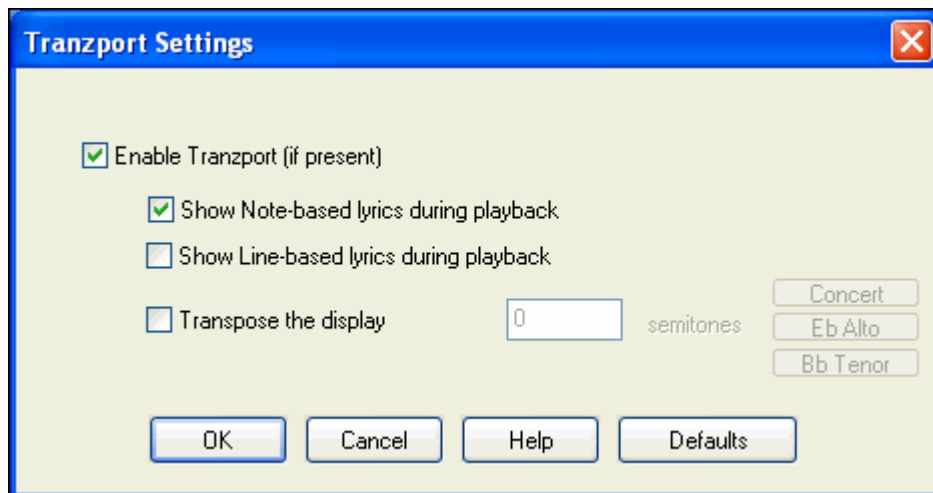 Tranzport Settings
Enable Tranzport (if present)
Show Note-based lyrics during playback
Show Line-based lyrics during playback
Transpose the display 0 semitones
Concert
Eb Alto
Bb Tenor
OK Cancel Help Defaults